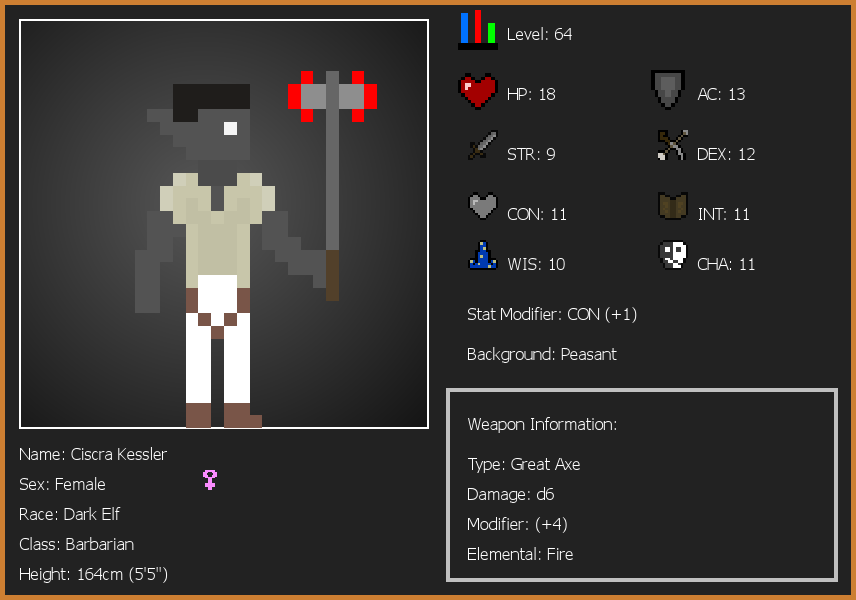 Level: 64
HP: 18
AC: 13
STR: 9
DEX: 12
CON: 11
INT: 11
WIS: 10
CHA: 11
Stat Modifier: CON (+1)
Background: Peasant
Weapon Information:
Type: Great Axe
Damage: d6
Modifier: (+4)
Elemental: Fire
Name: Ciscra Kessler
Sex: Female
Race: Dark Elf
Class: Barbarian
Height: 164cm (5'5")